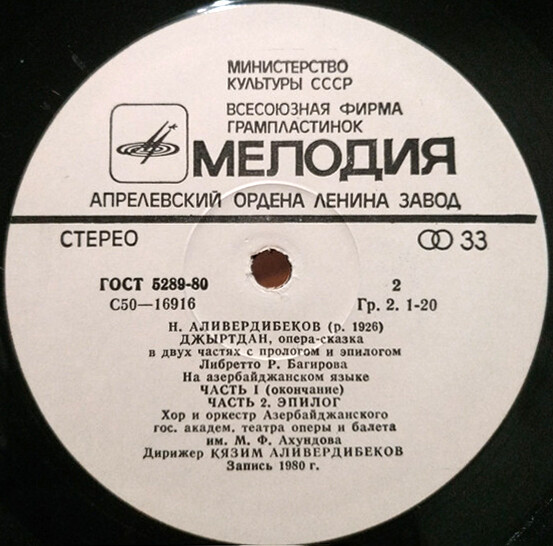 МИНИСТЕРСТВО
КУЛЬТУРЫ СССР
ВСЕСОЮЗНАЯ ФИРМА
ГРАМПЛАСТИНОК
МЕЛОДИЯ
АПРЕЛЕВСКИЙ ОРДЕНА ЛЕНИНА ЗАВОД
СТЕРЕО 33
ГОСТ 5289-80 2
С50—16916 Гр. 2. 1-20
Н. АЛИВЕРДИБЕКОВ (р. 1926)
ДЖЫРТДАН, опера-сказка
в двух частях с прологом и эпилогом
Либретто Р. Багирова
На азербайджанском языке
ЧАСТЬ I (окончание)
ЧАСТЬ 2. ЭПИЛОГ
Хор и оркестр Азербайджанского
гос. академ. театра оперы и балета
им. М. Ф. Ахундова
Дирижер КЯЗИМ АЛИВЕРДИБЕКОВ
Запись 1980 г.